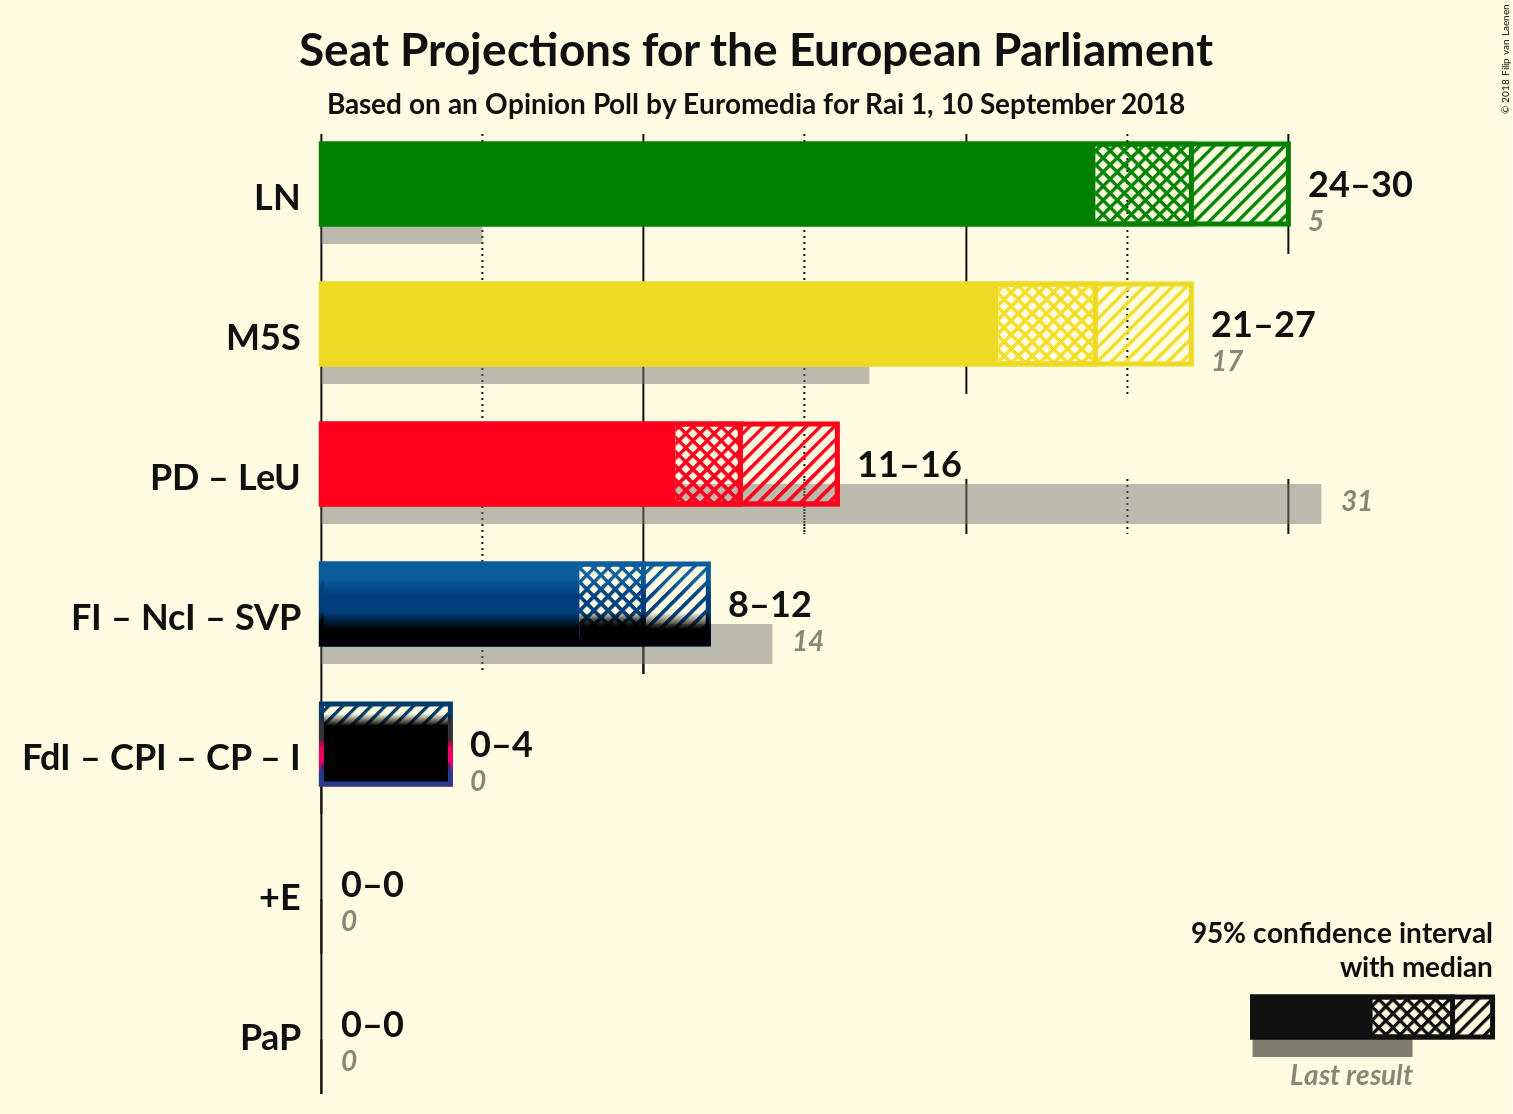 Seat Projections for the European Parliament
Based on an Opinion Poll by Euromedia for Rai 1, 10 September 2018
© 2018 Filip van Laenen
LN
24–30
5
M5S
21–27
17
PD – LeU
11–16
31
FI – NcI – SVP
8–12
14
FdI – CPI – CP – I
0–4
0
+E
0–0
0
PaP
0–0
0
95% confidence interval
with median
Last result